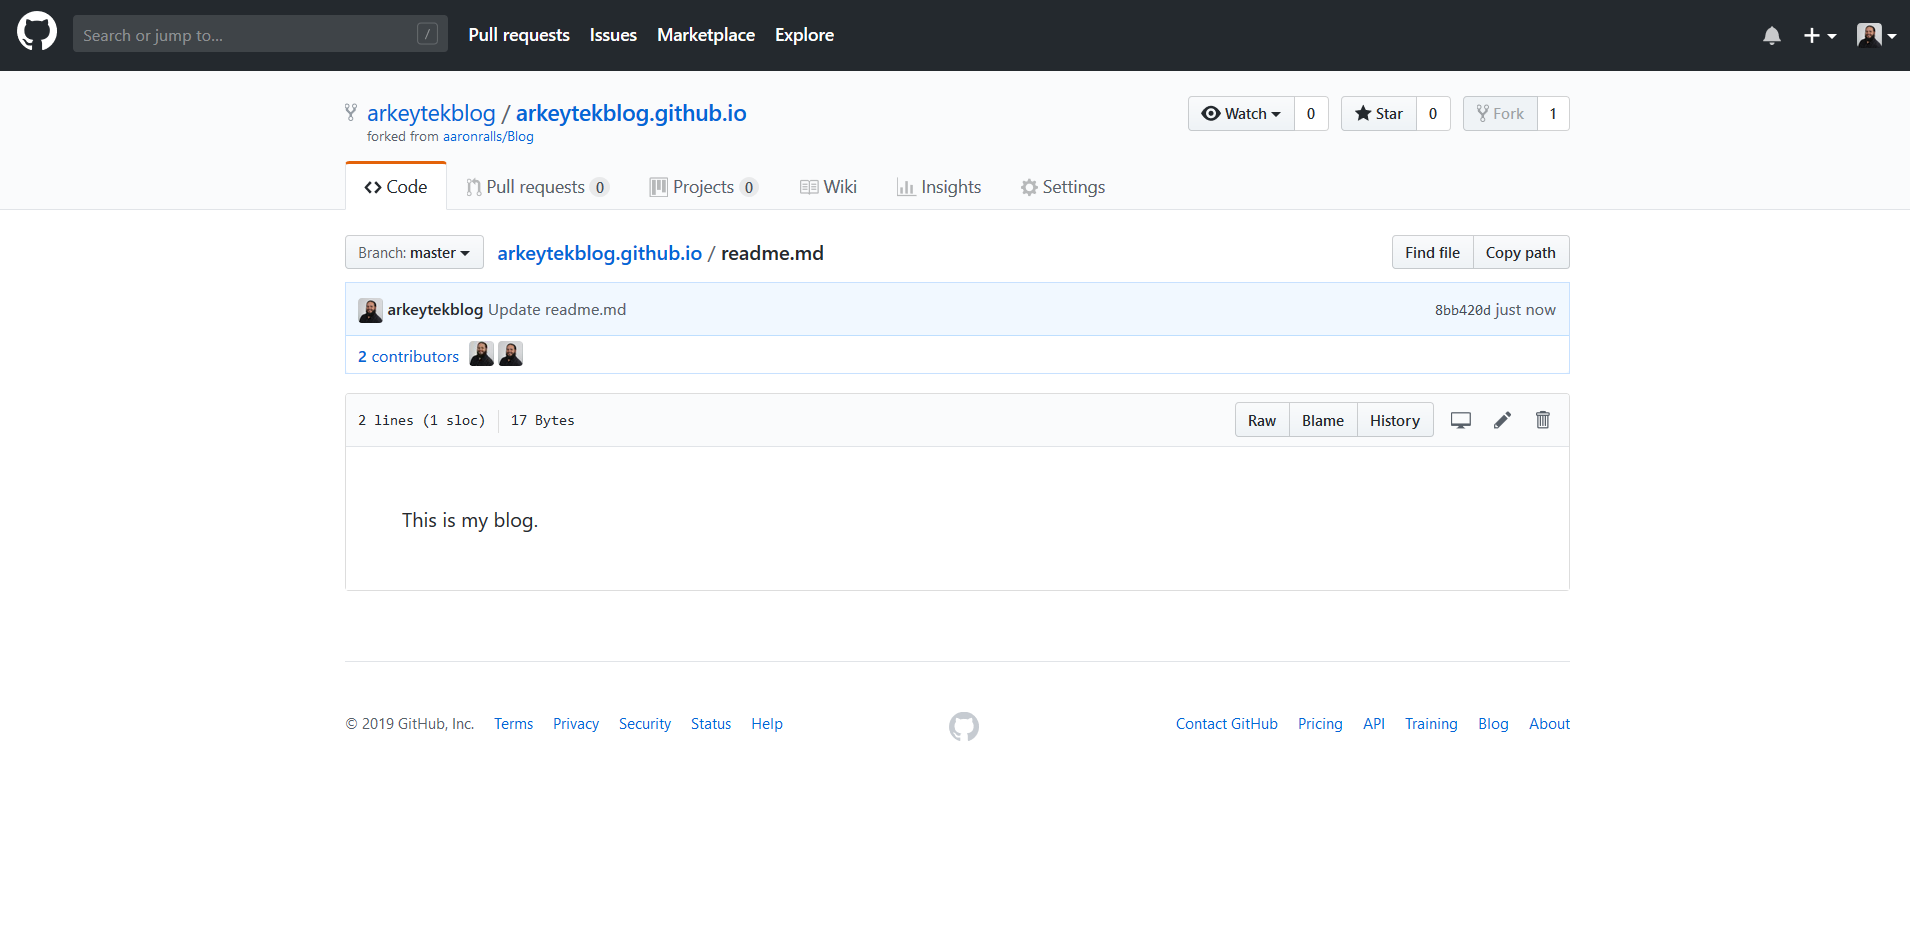 Search or jump to... /
Pull requests Issues Marketplace Explore
arkeytekblog / arkeytekblog.github.io
forked from aaronralls/Blog
Watch 0 Star 0 Fork 1
Code Pull requests 0 Projects 0 Wiki Insights Settings
Branch: master arkeytekblog.github.io / readme.md Find file Copy path
arkeytekblog Update readme.md 8bb420d just now
2 contributors
2 lines (1 sloc) 17 Bytes Raw Blame History
This is my blog.
© 2019 GitHub, Inc. Terms Privacy Security Status Help Contact GitHub Pricing API Training Blog About